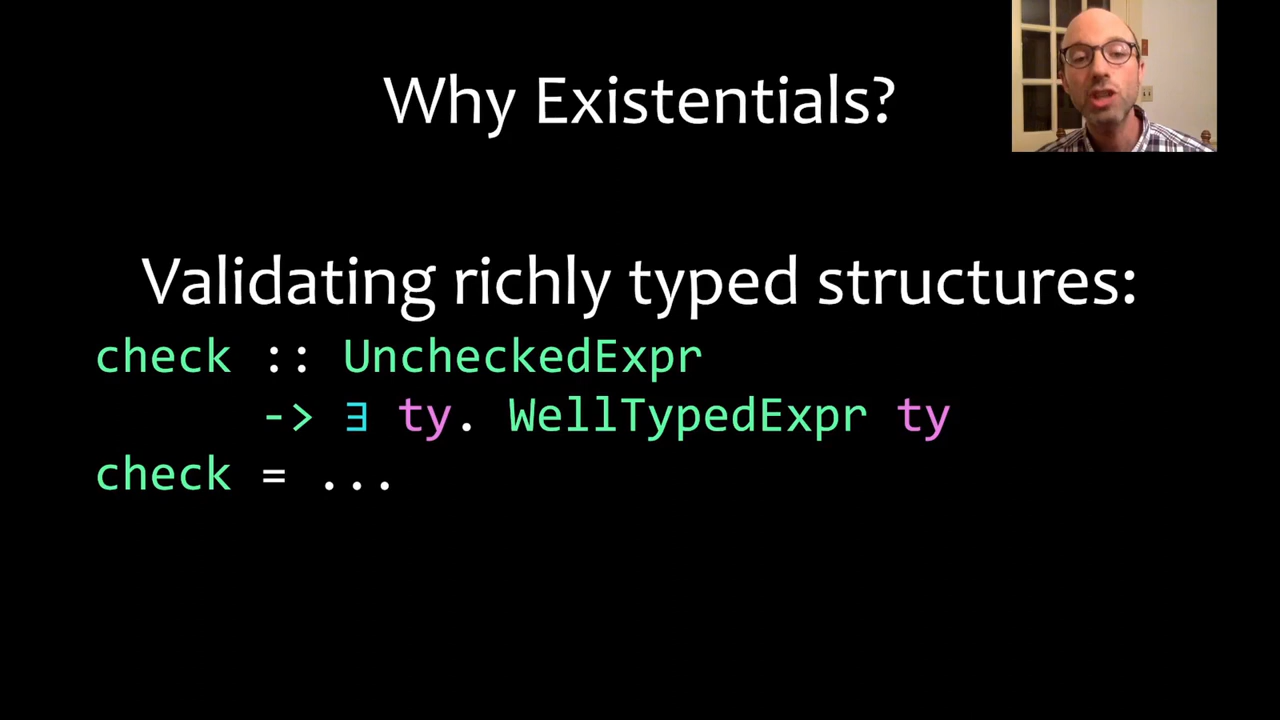 Why Existentials?
Validating richly typed structures:
check :: UncheckedExpr
-> ∃ ty. WellTypedExpr ty
check = ...